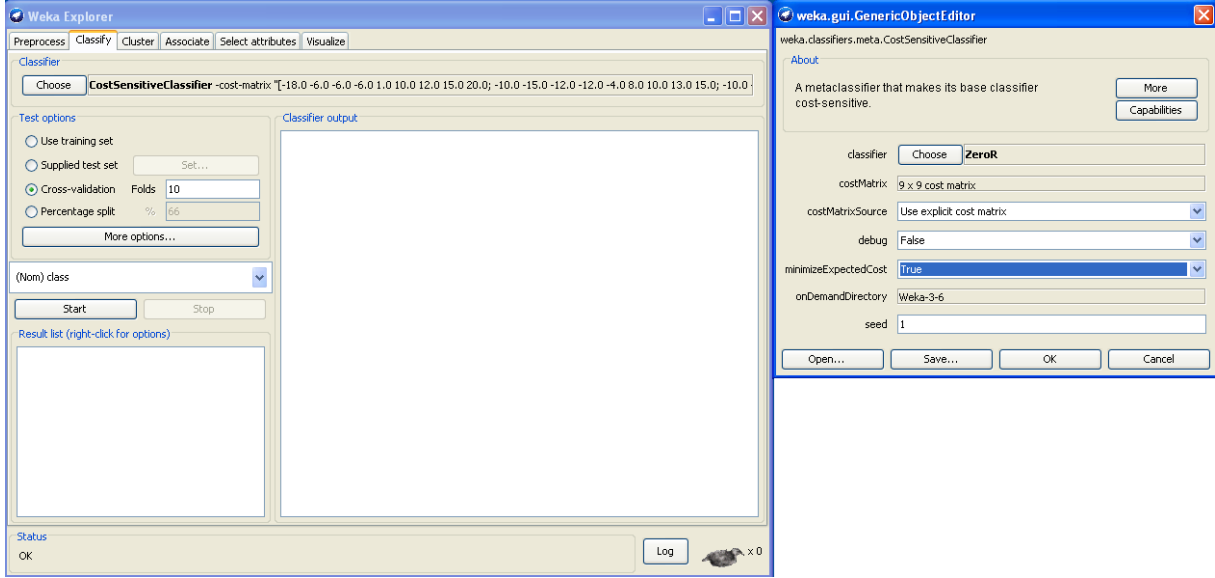 Weka Explorer
Preprocess Classify Cluster Associate Select attributes Visualize
Classifier
Choose CostSensitiveClassifier -cost-matrix "[-18.0 -6.0 -6.0 -6.0 1.0 10.0 12.0 15.0 20.0; -10.0 -15.0 -12.0 -12.0 -4.0 8.0 10.0 13.0 15.0; -10.0 -
Test options
Use training set
Supplied test set Set...
Cross-validation Folds 10
Percentage split % 66
More options...
(Nom) class
Start Stop
Result list (right-click for options)
Classifier output
Status
OK
Log x 0
weka.gui.GenericObjectEditor
weka.classifiers.meta.CostSensitiveClassifier
About
A metaclassifier that makes its base classifier
cost-sensitive.
More
Capabilities
classifier Choose ZeroR
costMatrix 9 x 9 cost matrix
costMatrixSource Use explicit cost matrix
debug False
minimizeExpectedCost True
onDemandDirectory Weka-3-6
seed 1
Open... Save... OK Cancel